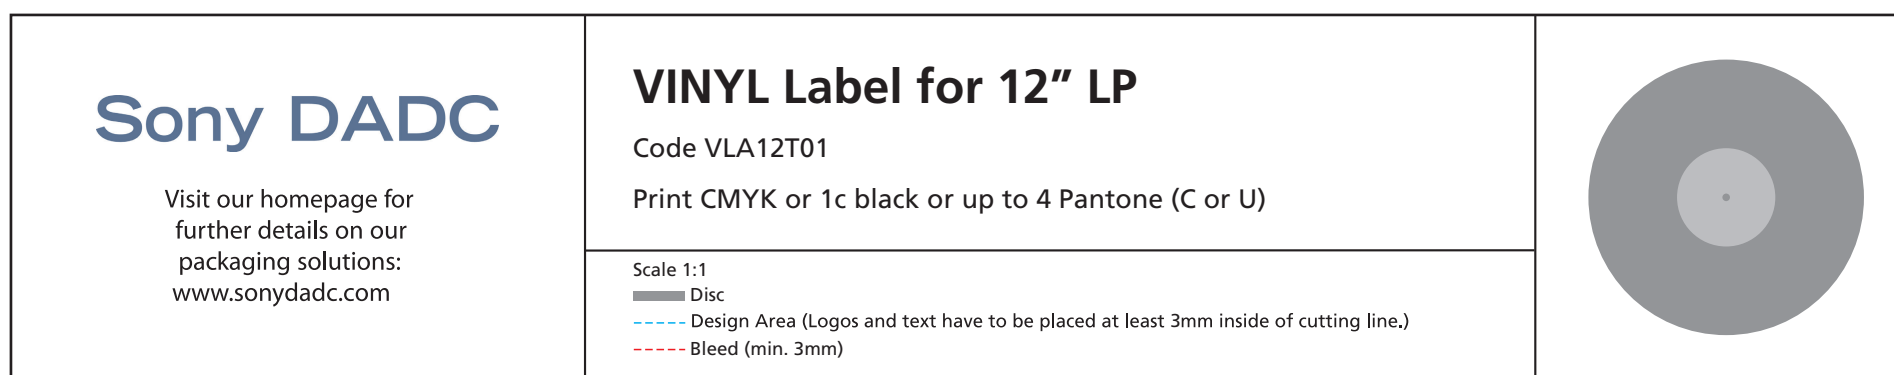 Sony DADC
Visit our homepage for
further details on our
packaging solutions:
www.sonydadc.com
VINYL Label for 12″ LP
Code VLA12T01
Print CMYK or 1c black or up to 4 Pantone (C or U)
Scale 1:1
Disc
Design Area (Logos and text have to be placed at least 3mm inside of cutting line.)
Bleed (min. 3mm)